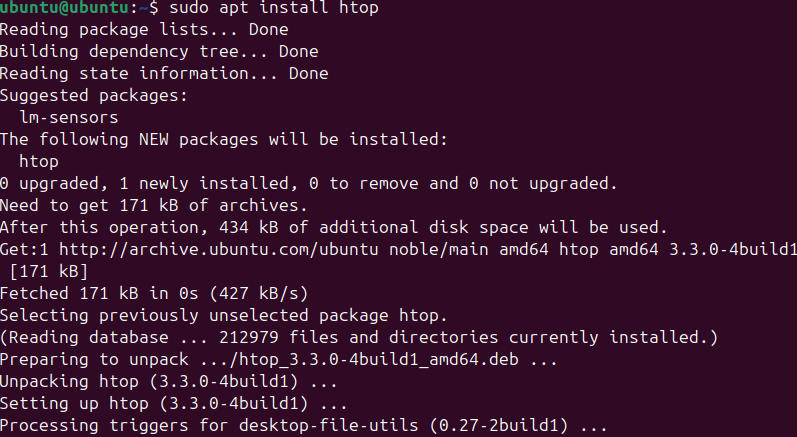 ubuntu@ubuntu:~$ sudo apt install htop
Reading package lists... Done
Building dependency tree... Done
Reading state information... Done
Suggested packages:
  lm-sensors
The following NEW packages will be installed:
  htop
0 upgraded, 1 newly installed, 0 to remove and 0 not upgraded.
Need to get 171 kB of archives.
After this operation, 434 kB of additional disk space will be used.
Get:1 http://archive.ubuntu.com/ubuntu noble/main amd64 htop amd64 3.3.0-4build1
 [171 kB]
Fetched 171 kB in 0s (427 kB/s)
Selecting previously unselected package htop.
(Reading database ... 212979 files and directories currently installed.)
Preparing to unpack .../htop_3.3.0-4build1_amd64.deb ...
Unpacking htop (3.3.0-4build1) ...
Setting up htop (3.3.0-4build1) ...
Processing triggers for desktop-file-utils (0.27-2build1) ...